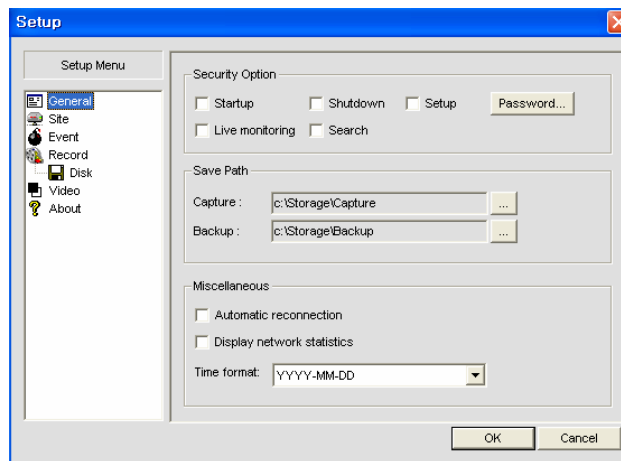 Setup
Setup Menu
General
Site
Event
Record
Disk
Video
About
Security Option
Startup
Shutdown
Setup
Password...
Live monitoring
Search
Save Path
Capture :
c:\Storage\Capture
...
Backup :
c:\Storage\Backup
...
Miscellaneous
Automatic reconnection
Display network statistics
Time format:
YYYY-MM-DD
OK
Cancel